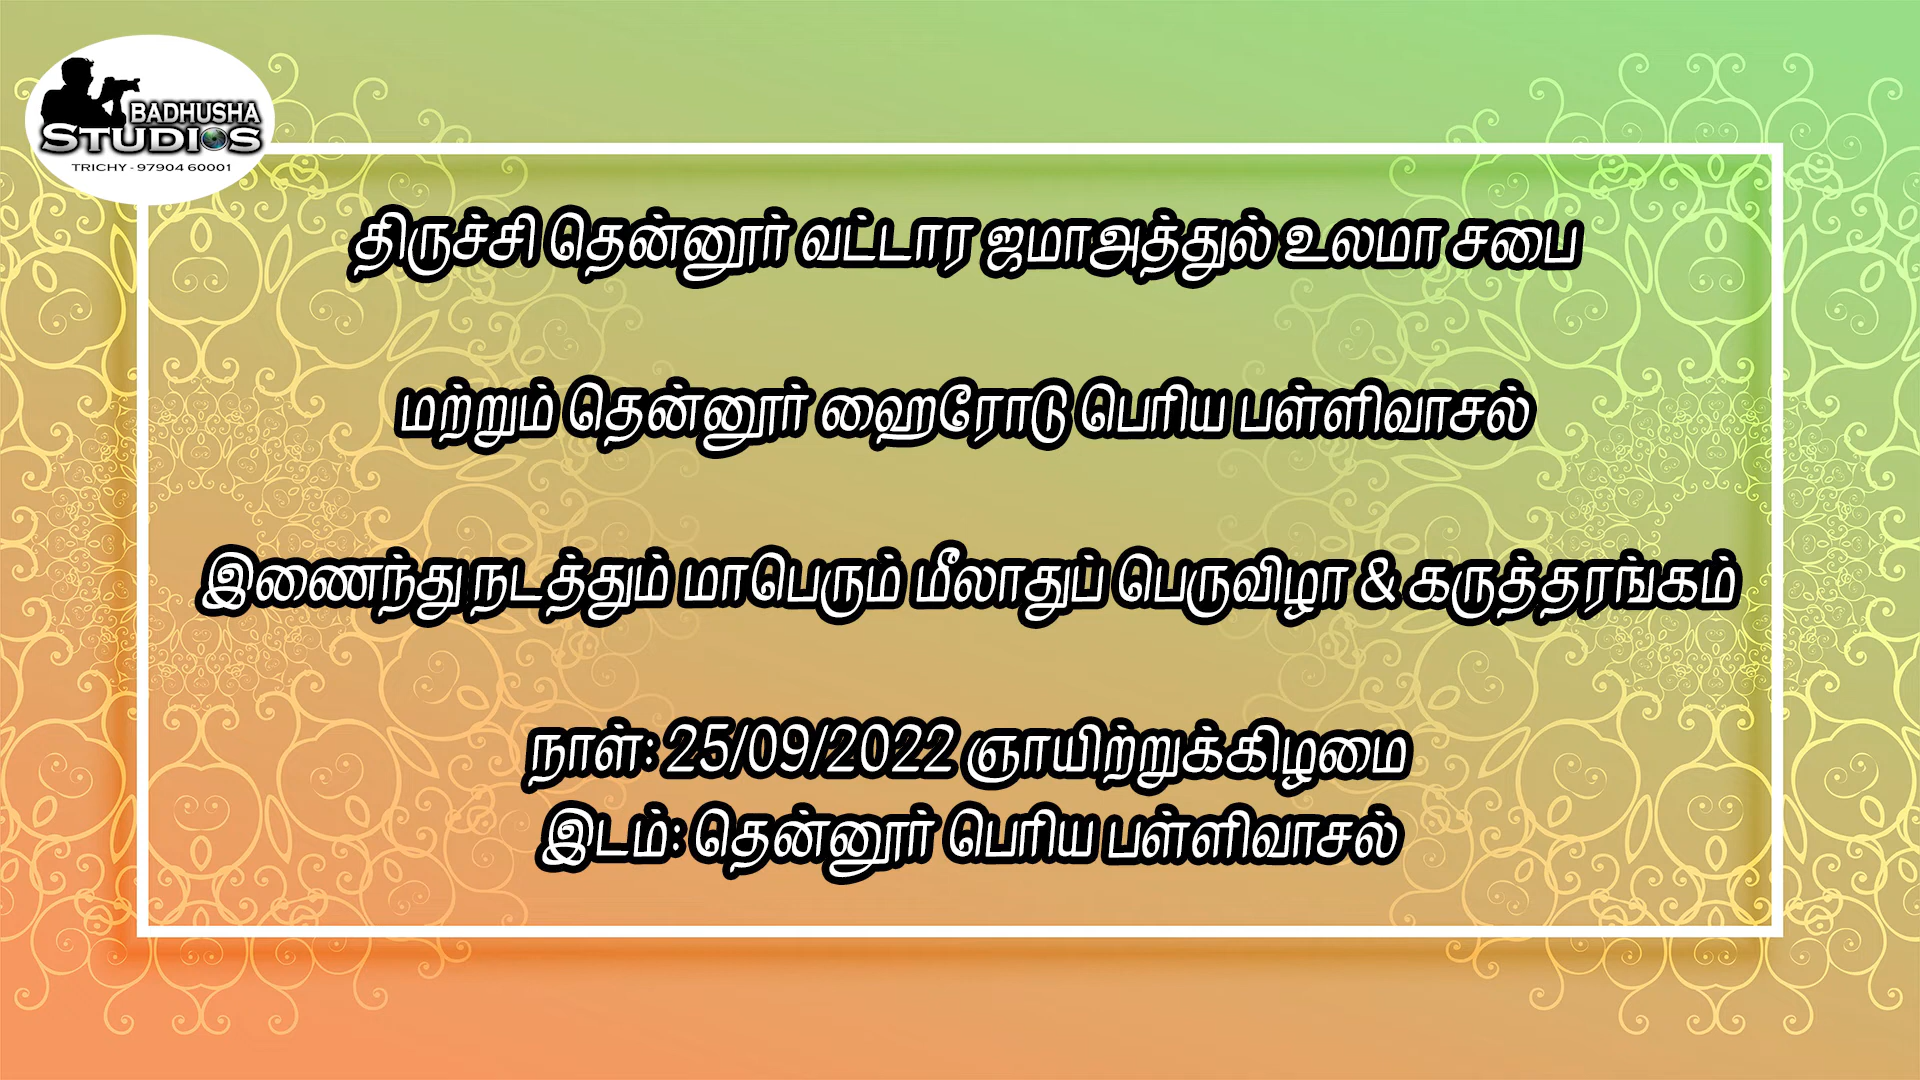 BADHUSHA
STUDIOS
TRICHY - 97904 60001
திருச்சி தென்னூர் வட்டார ஜமாஅத்துல் உலமா சபை
மற்றும் தென்னூர் ஹைரோடு பெரிய பள்ளிவாசல்
இணைந்து நடத்தும் மாபெரும் மீலாதுப் பெருவிழா & கருத்தரங்கம்
நாள்: 25/09/2022 ஞாயிற்றுக்கிழமை
இடம்: தென்னூர் பெரிய பள்ளிவாசல்